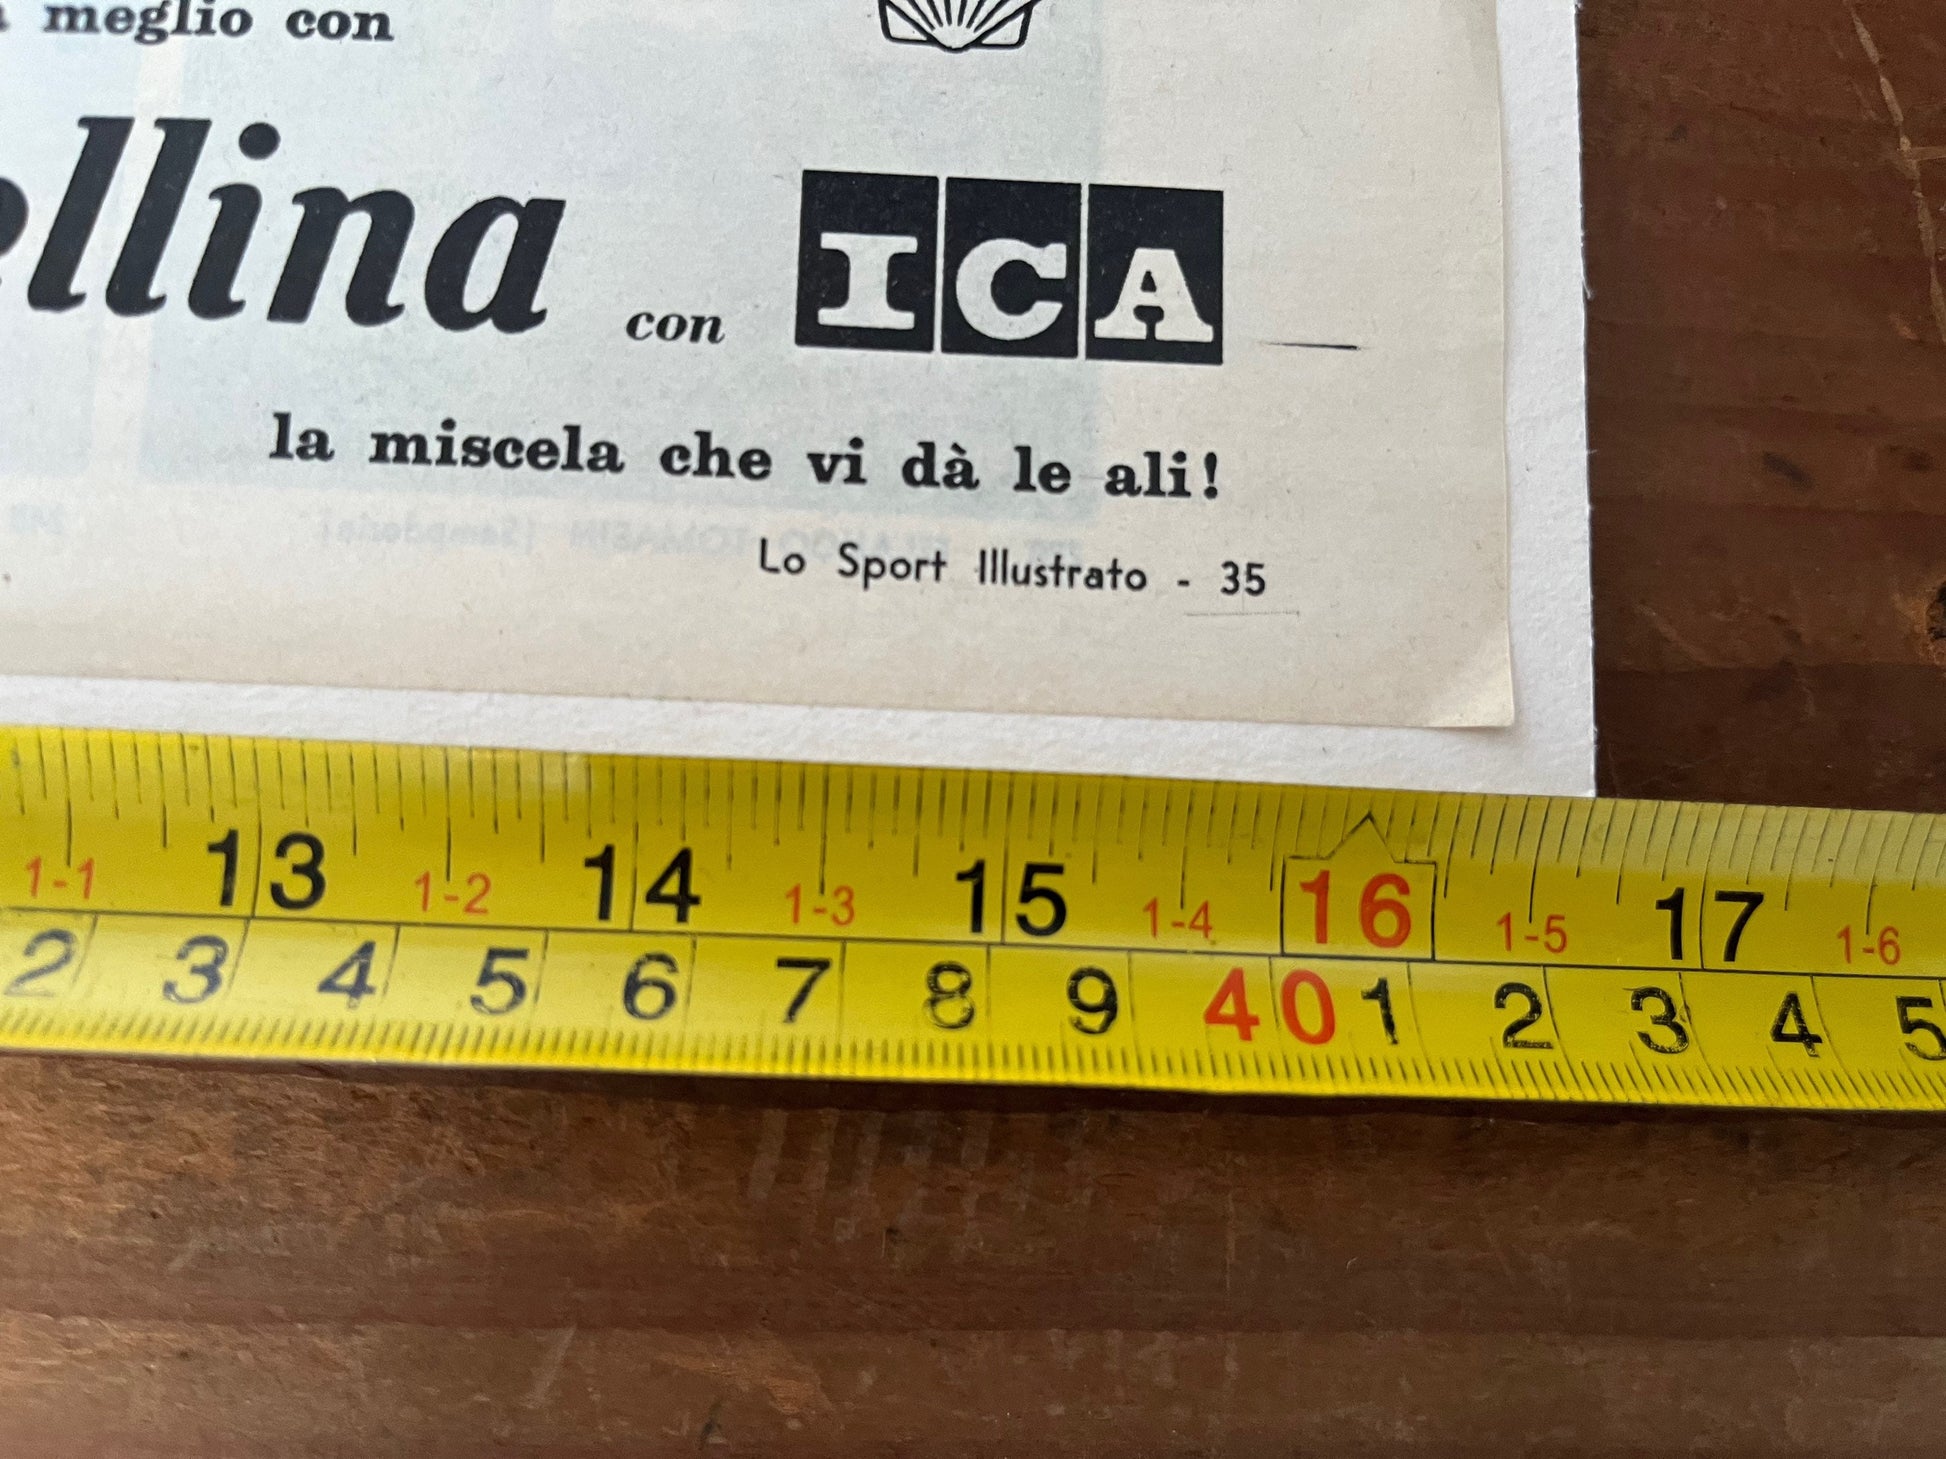 meglio con
ellina con ICA
la miscela che vi dà le ali!
Lo Sport Illustrato - 35
1-1 13 1-2 14 1-3 15 1-4 16 1-5 17 1-6
2 3 4 5 6 7 8 9 40 1 2 3 4 5